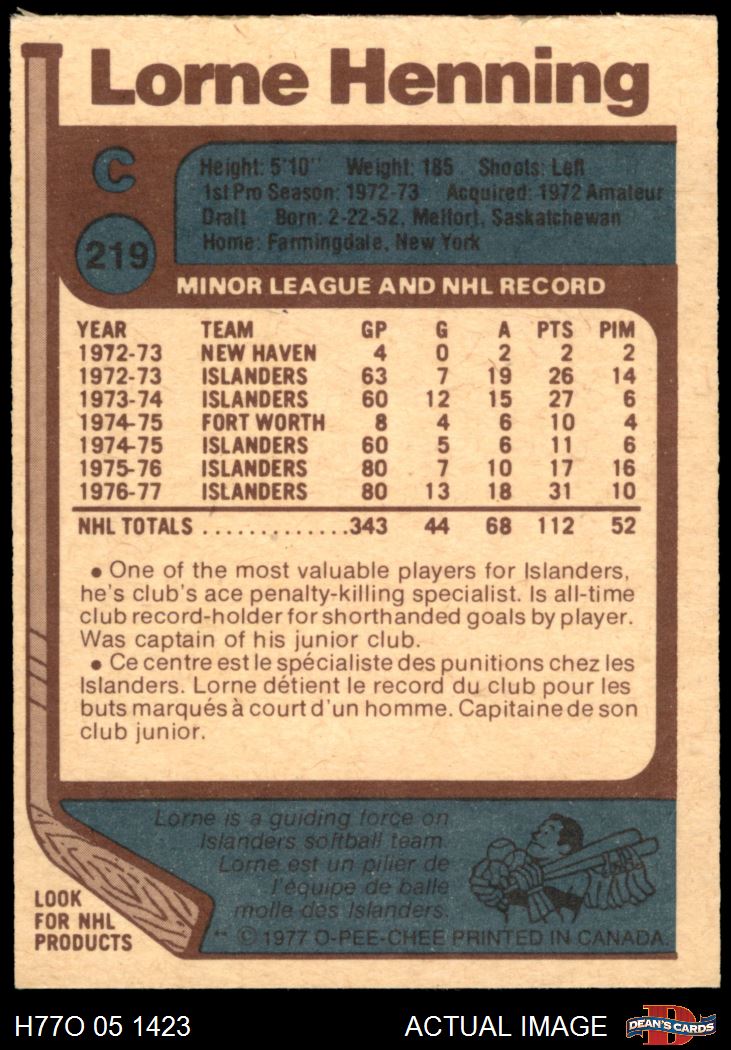 Lorne Henning
C
Height: 5'10" Weight: 185 Shoots: Left
1st Pro Season: 1972-73 Acquired: 1972 Amateur
Draft Born: 2-22-52, Melfort, Saskatchewan
Home: Farmingdale, New York
219
MINOR LEAGUE AND NHL RECORD
YEAR TEAM GP G A PTS PIM
1972-73 NEW HAVEN 4 0 2 2 2
1972-73 ISLANDERS 63 7 19 26 14
1973-74 ISLANDERS 60 12 15 27 6
1974-75 FORT WORTH 8 4 6 10 4
1974-75 ISLANDERS 60 5 6 11 6
1975-76 ISLANDERS 80 7 10 17 16
1976-77 ISLANDERS 80 13 18 31 10
NHL TOTALS .............343 44 68 112 52
• One of the most valuable players for Islanders,
he's club's ace penalty-killing specialist. Is all-time
club record-holder for shorthanded goals by player.
Was captain of his junior club.
• Ce centre est le spécialiste des punitions chez les
Islanders. Lorne détient le record du club pour les
buts marqués à court d'un homme. Capitaine de son
club junior.
Lorne is a guiding force on
Islanders softball team.
Lorne est un pilier de
l'équipe de balle
molle des Islanders.
LOOK
FOR NHL
PRODUCTS
** © 1977 O-PEE-CHEE PRINTED IN CANADA.
H77O 05 1423 ACTUAL IMAGE DEAN'S CARDS